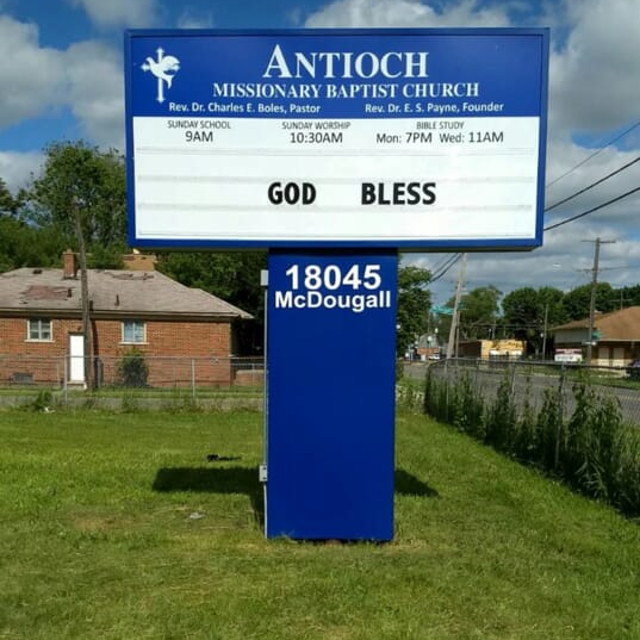 ANTIOCH
MISSIONARY BAPTIST CHURCH
Rev. Dr. Charles E. Boles, Pastor Rev. Dr. E. S. Payne, Founder
SUNDAY SCHOOL SUNDAY WORSHIP BIBLE STUDY
9AM 10:30AM Mon: 7PM Wed: 11AM
GOD BLESS
18045
McDougall